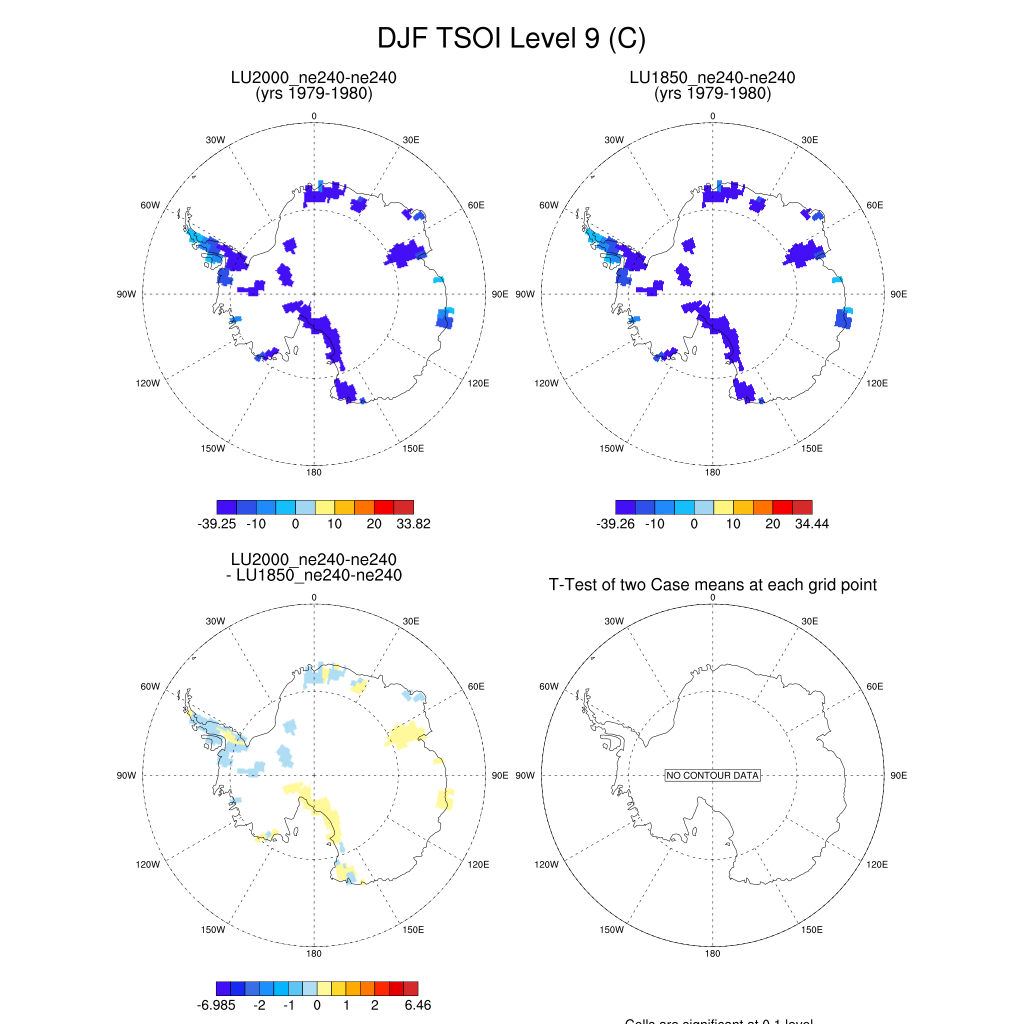 DJF TSOI Level 9 (C)
LU2000_ne240-ne240
(yrs 1979-1980)
LU1850_ne240-ne240
(yrs 1979-1980)
0
30W
30E
60W
60E
90W
90E
120W
120E
150W
150E
180
0
30W
30E
60W
60E
90W
90E
120W
120E
150W
150E
180
-39.25 -10 0 10 20 33.82
-39.26 -10 0 10 20 34.44
LU2000_ne240-ne240
- LU1850_ne240-ne240
T-Test of two Case means at each grid point
0
30W
30E
60W
60E
90W
90E
120W
120E
150W
150E
180
0
30W
30E
60W
60E
90W
NO CONTOUR DATA
90E
120W
120E
150W
150E
180
-6.985 -2 -1 0 1 2 6.46
Cells are significant at 0.1 level